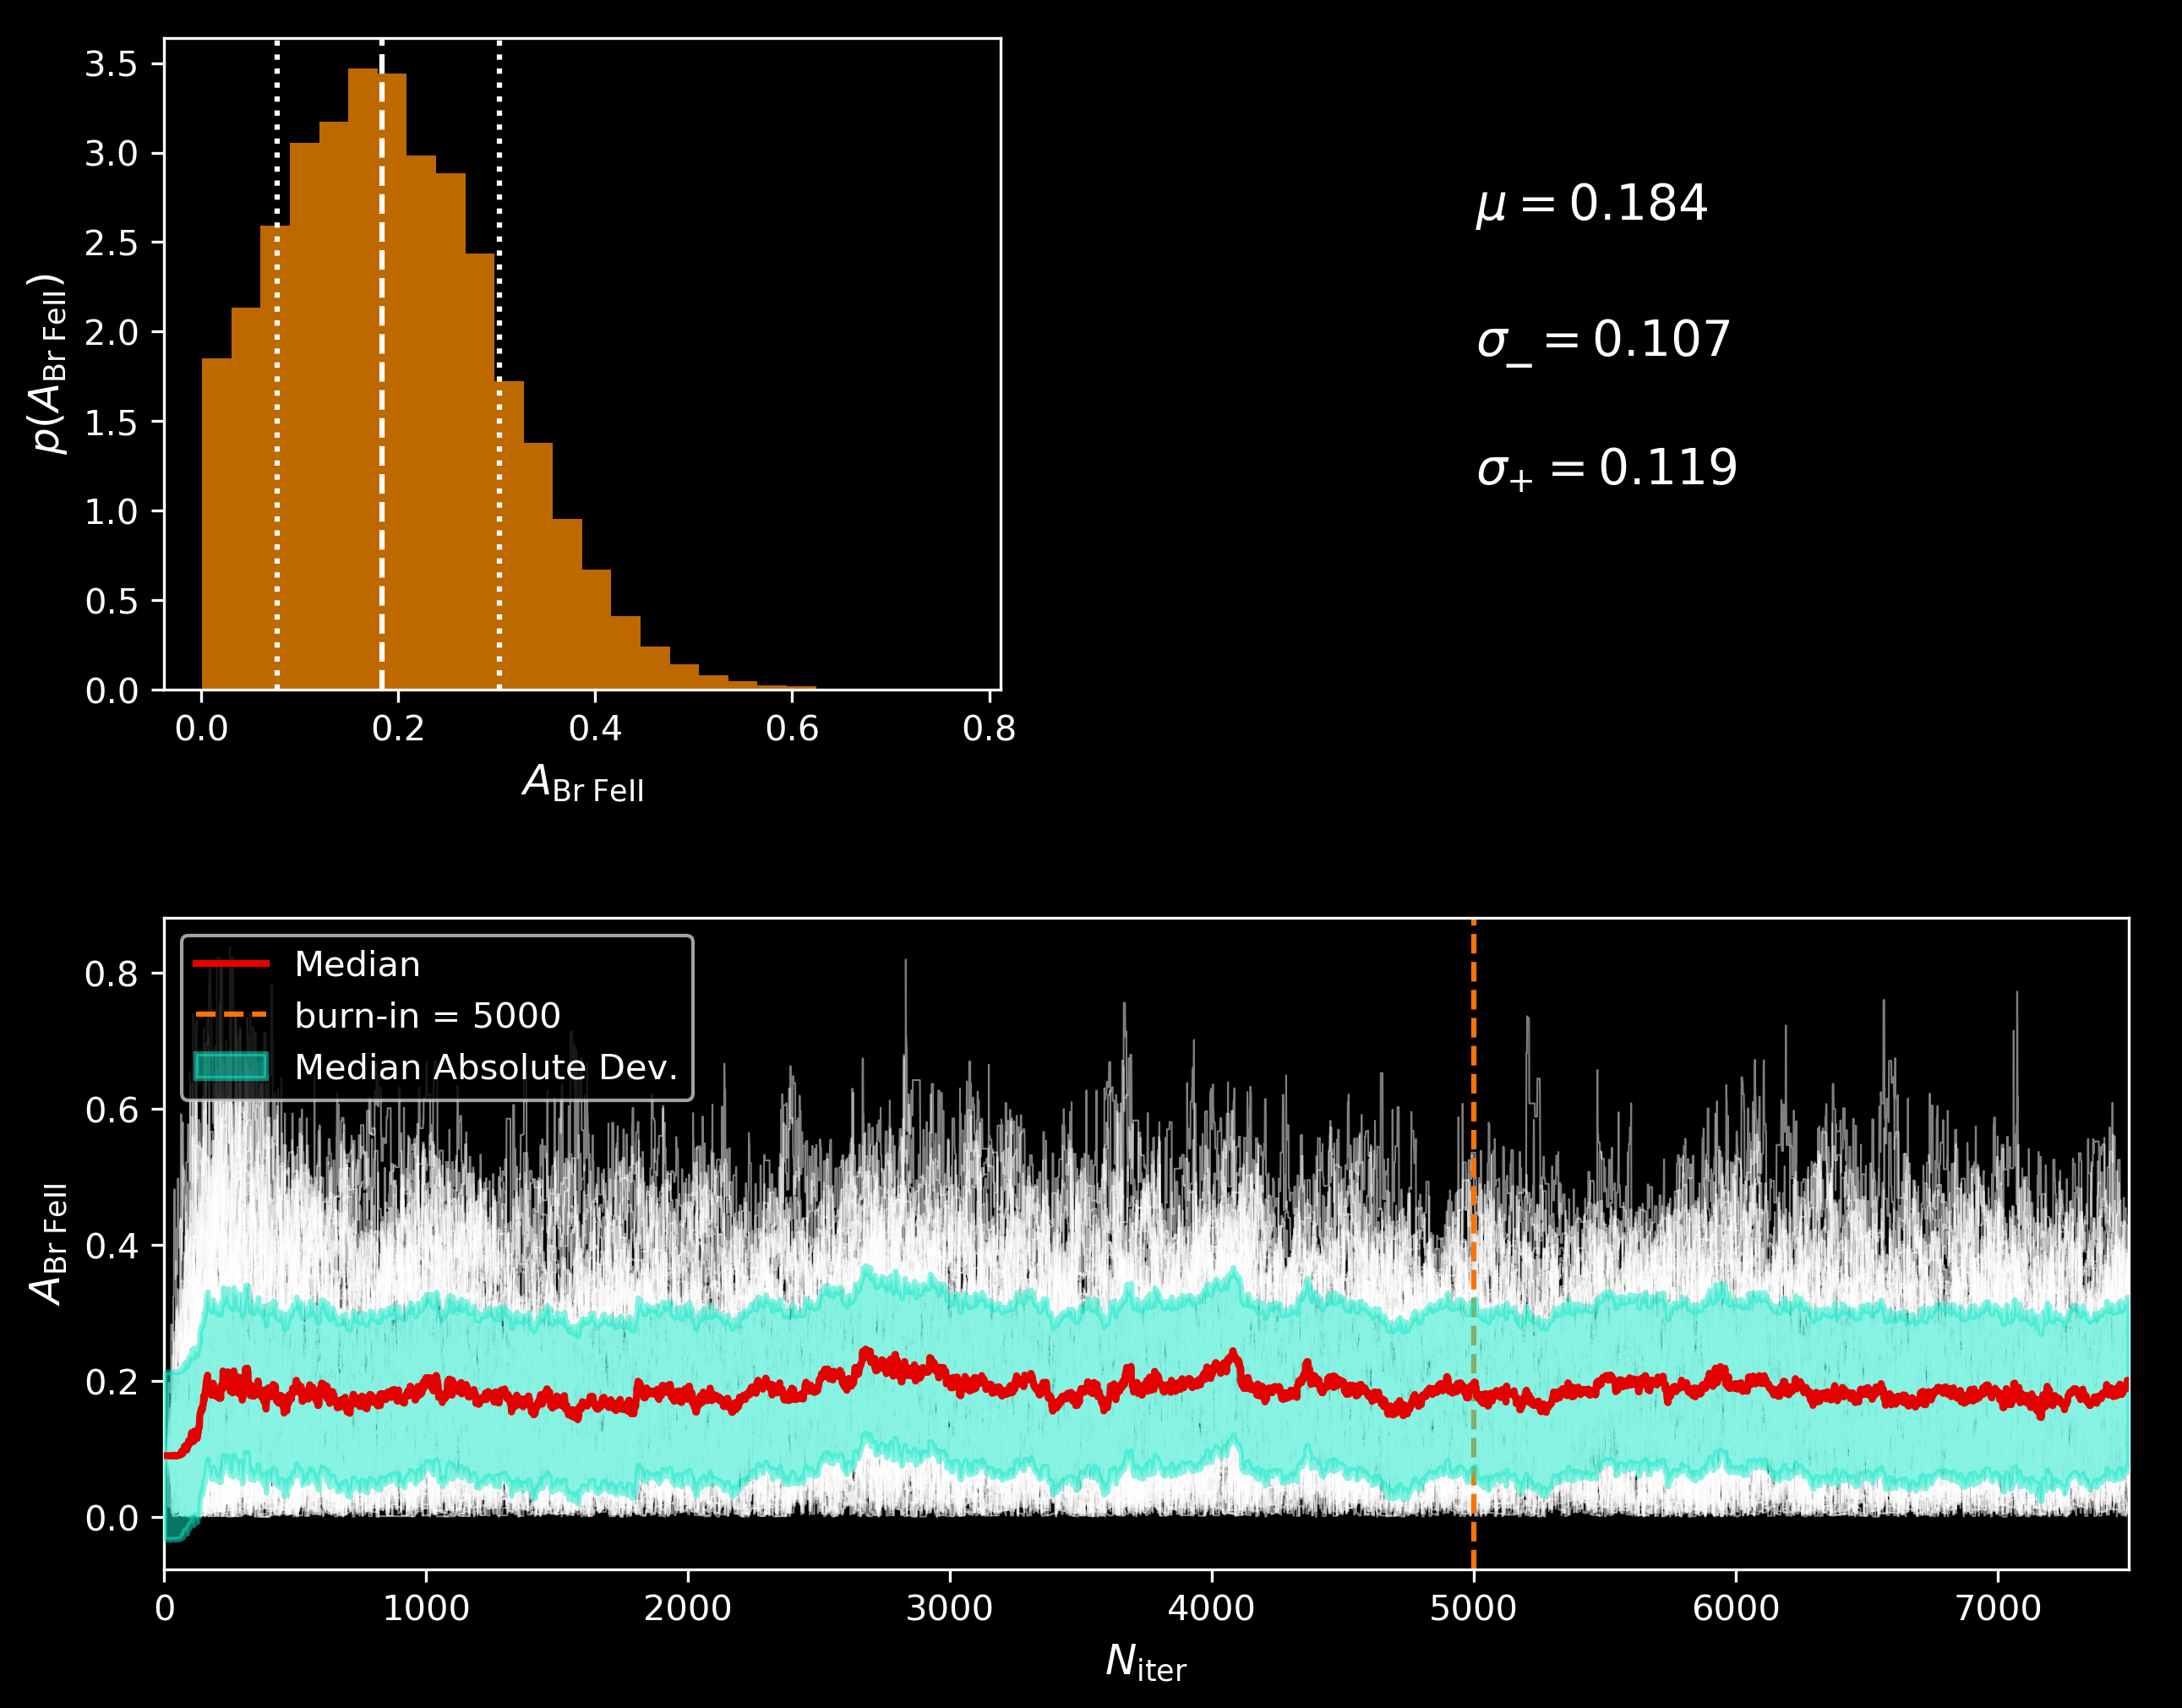 3.5
3.0
2.5
2.0
1.5
1.0
0.5
0.0
p(A_Br FeII)
0.0 0.2 0.4 0.6 0.8
A_Br FeII
μ = 0.184
σ_− = 0.107
σ_+ = 0.119
Median
burn-in = 5000
Median Absolute Dev.
0.8
0.6
0.4
0.2
0.0
A_Br FeII
0 1000 2000 3000 4000 5000 6000 7000
N_iter